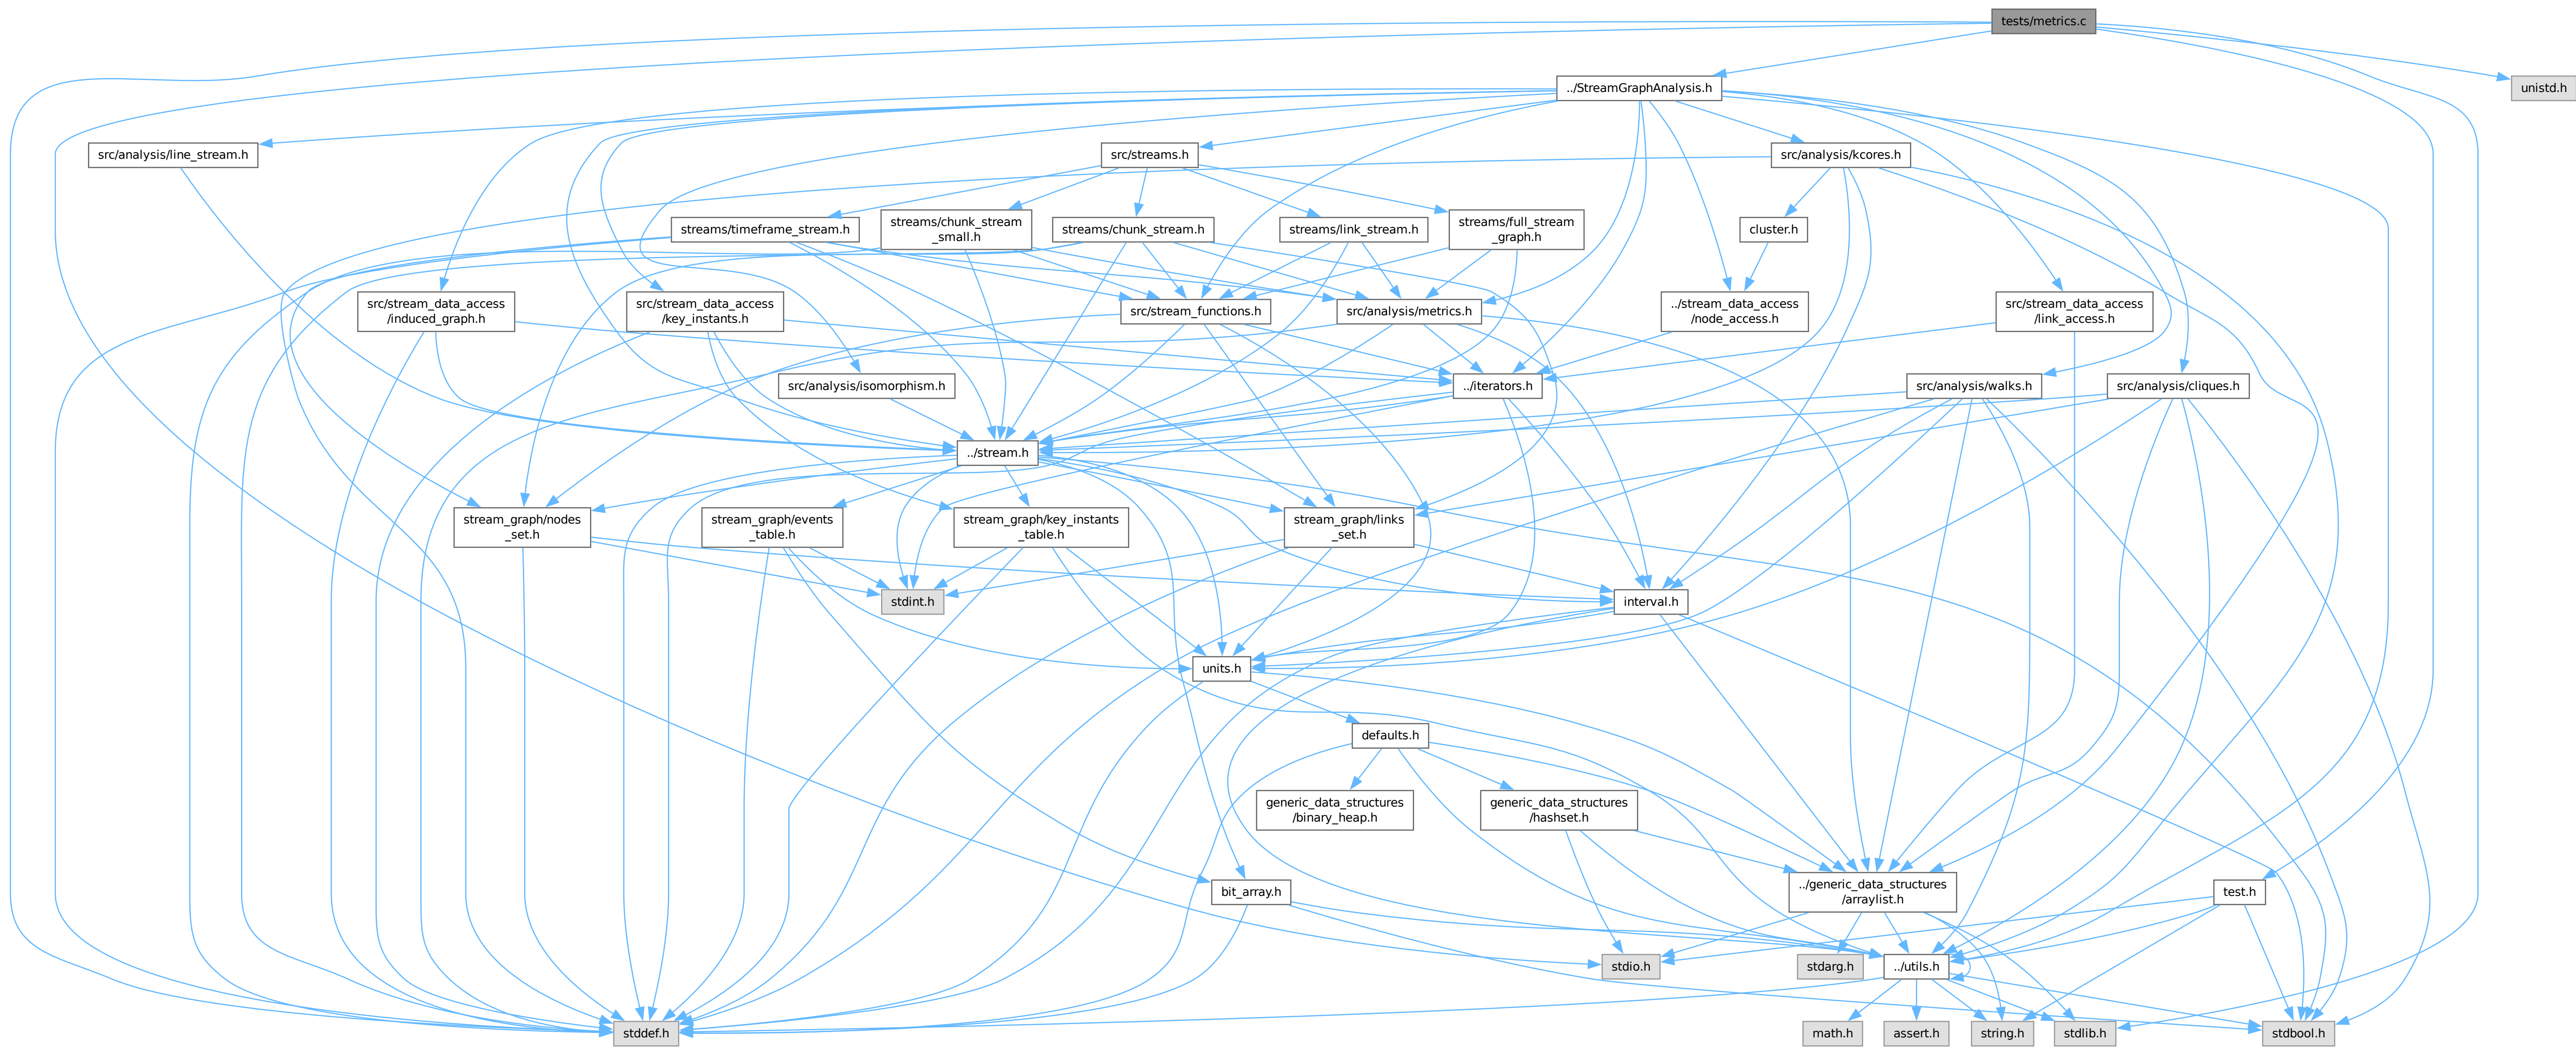 tests/metrics.c
../StreamGraphAnalysis.h
unistd.h
src/analysis/line_stream.h
src/streams.h
src/analysis/kcores.h
streams/timeframe_stream.h
streams/chunk_stream
_small.h
streams/chunk_stream.h
streams/link_stream.h
streams/full_stream
_graph.h
cluster.h
src/stream_data_access
/induced_graph.h
src/stream_data_access
/key_instants.h
src/stream_functions.h
src/analysis/metrics.h
../stream_data_access
/node_access.h
src/stream_data_access
/link_access.h
src/analysis/isomorphism.h
../iterators.h
src/analysis/walks.h
src/analysis/cliques.h
../stream.h
stream_graph/nodes
_set.h
stream_graph/events
_table.h
stream_graph/key_instants
_table.h
stream_graph/links
_set.h
stdint.h
interval.h
units.h
defaults.h
generic_data_structures
/binary_heap.h
generic_data_structures
/hashset.h
bit_array.h
../generic_data_structures
/arraylist.h
test.h
stdio.h
stdarg.h
../utils.h
stddef.h
math.h
assert.h
string.h
stdlib.h
stdbool.h